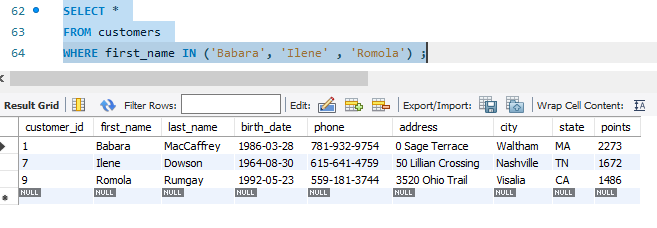 62 SELECT *
63 FROM customers
64 WHERE first_name IN ('Babara', 'Ilene' , 'Romola') ;
Result Grid Filter Rows: Edit: Export/Import: Wrap Cell Content: IA
customer_id first_name last_name birth_date phone address city state points
1 Babara MacCaffrey 1986-03-28 781-932-9754 0 Sage Terrace Waltham MA 2273
7 Ilene Dowson 1964-08-30 615-641-4759 50 Lillian Crossing Nashville TN 1672
9 Romola Rumgay 1992-05-23 559-181-3744 3520 Ohio Trail Visalia CA 1486
* NULL NULL NULL NULL NULL NULL NULL NULL NULL